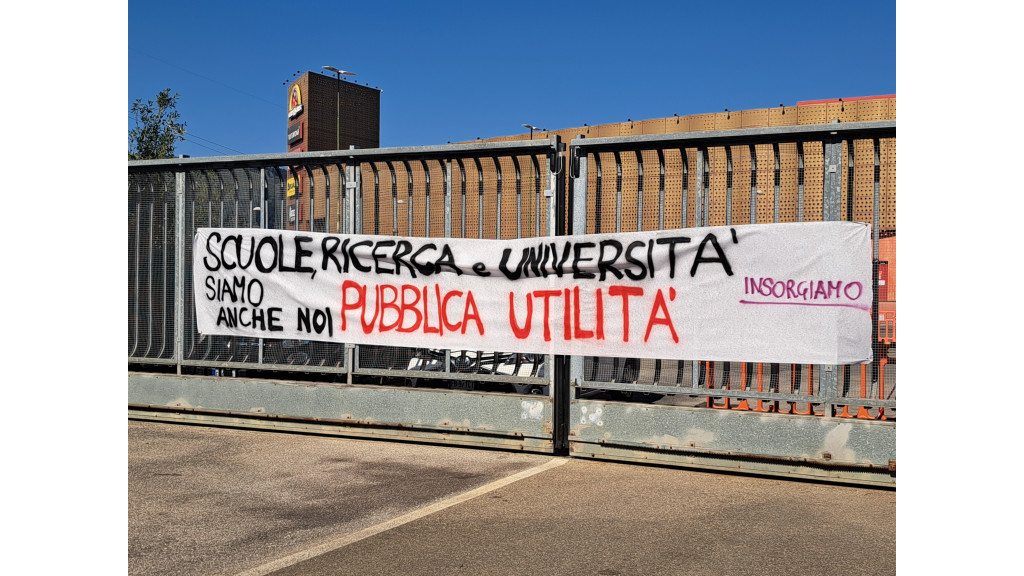 SCUOLE, RICERCA e UNIVERSITA'
SIAMO
ANCHE NOI PUBBLICA UTILITA'
INSORGIAMO